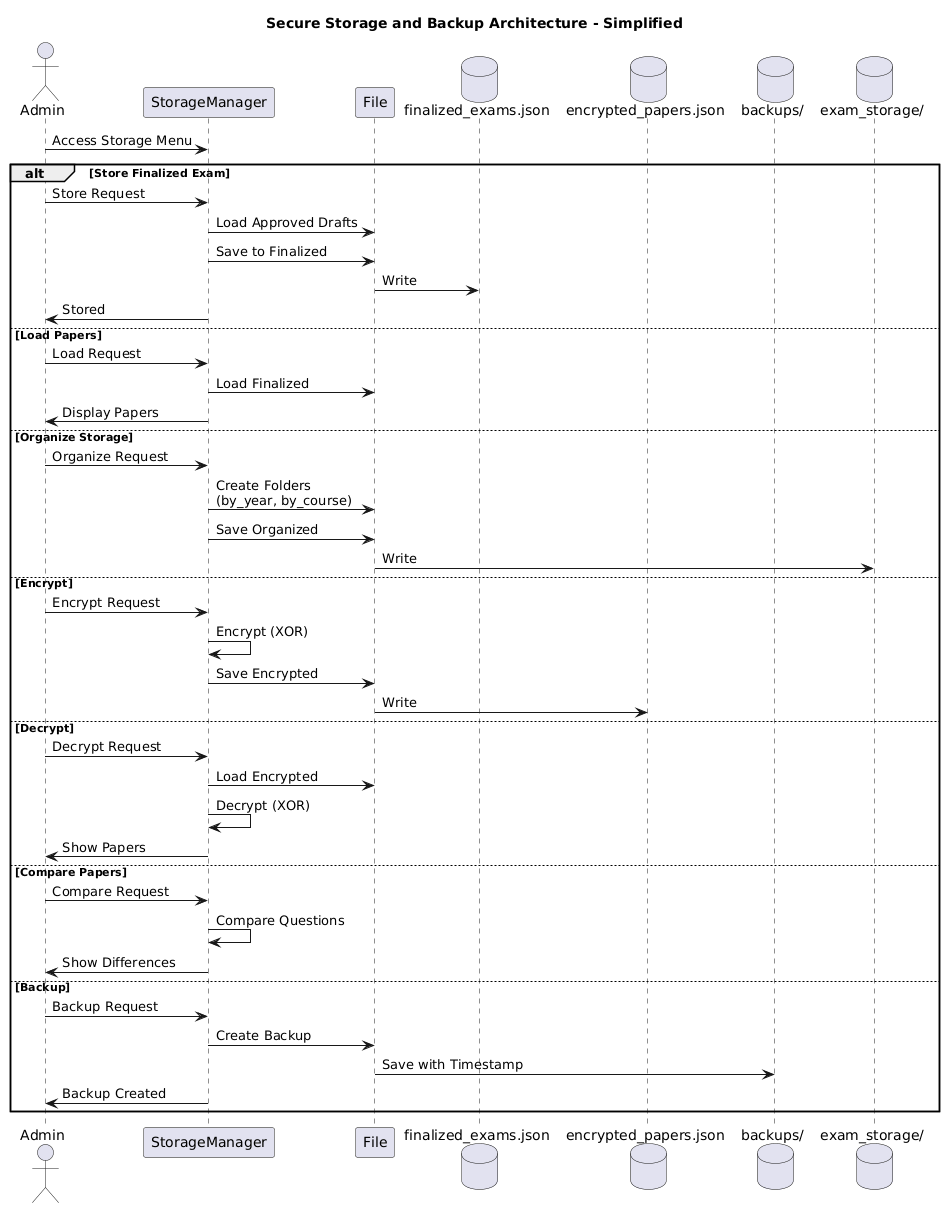 Secure Storage and Backup Architecture - Simplified
Admin
StorageManager
File
finalized_exams.json
encrypted_papers.json
backups/
exam_storage/
Access Storage Menu
alt
[Store Finalized Exam]
Store Request
Load Approved Drafts
Save to Finalized
Write
Stored
[Load Papers]
Load Request
Load Finalized
Display Papers
[Organize Storage]
Organize Request
Create Folders
(by_year, by_course)
Save Organized
Write
[Encrypt]
Encrypt Request
Encrypt (XOR)
Save Encrypted
Write
[Decrypt]
Decrypt Request
Load Encrypted
Decrypt (XOR)
Show Papers
[Compare Papers]
Compare Request
Compare Questions
Show Differences
[Backup]
Backup Request
Create Backup
Save with Timestamp
Backup Created
Admin
StorageManager
File
finalized_exams.json
encrypted_papers.json
backups/
exam_storage/